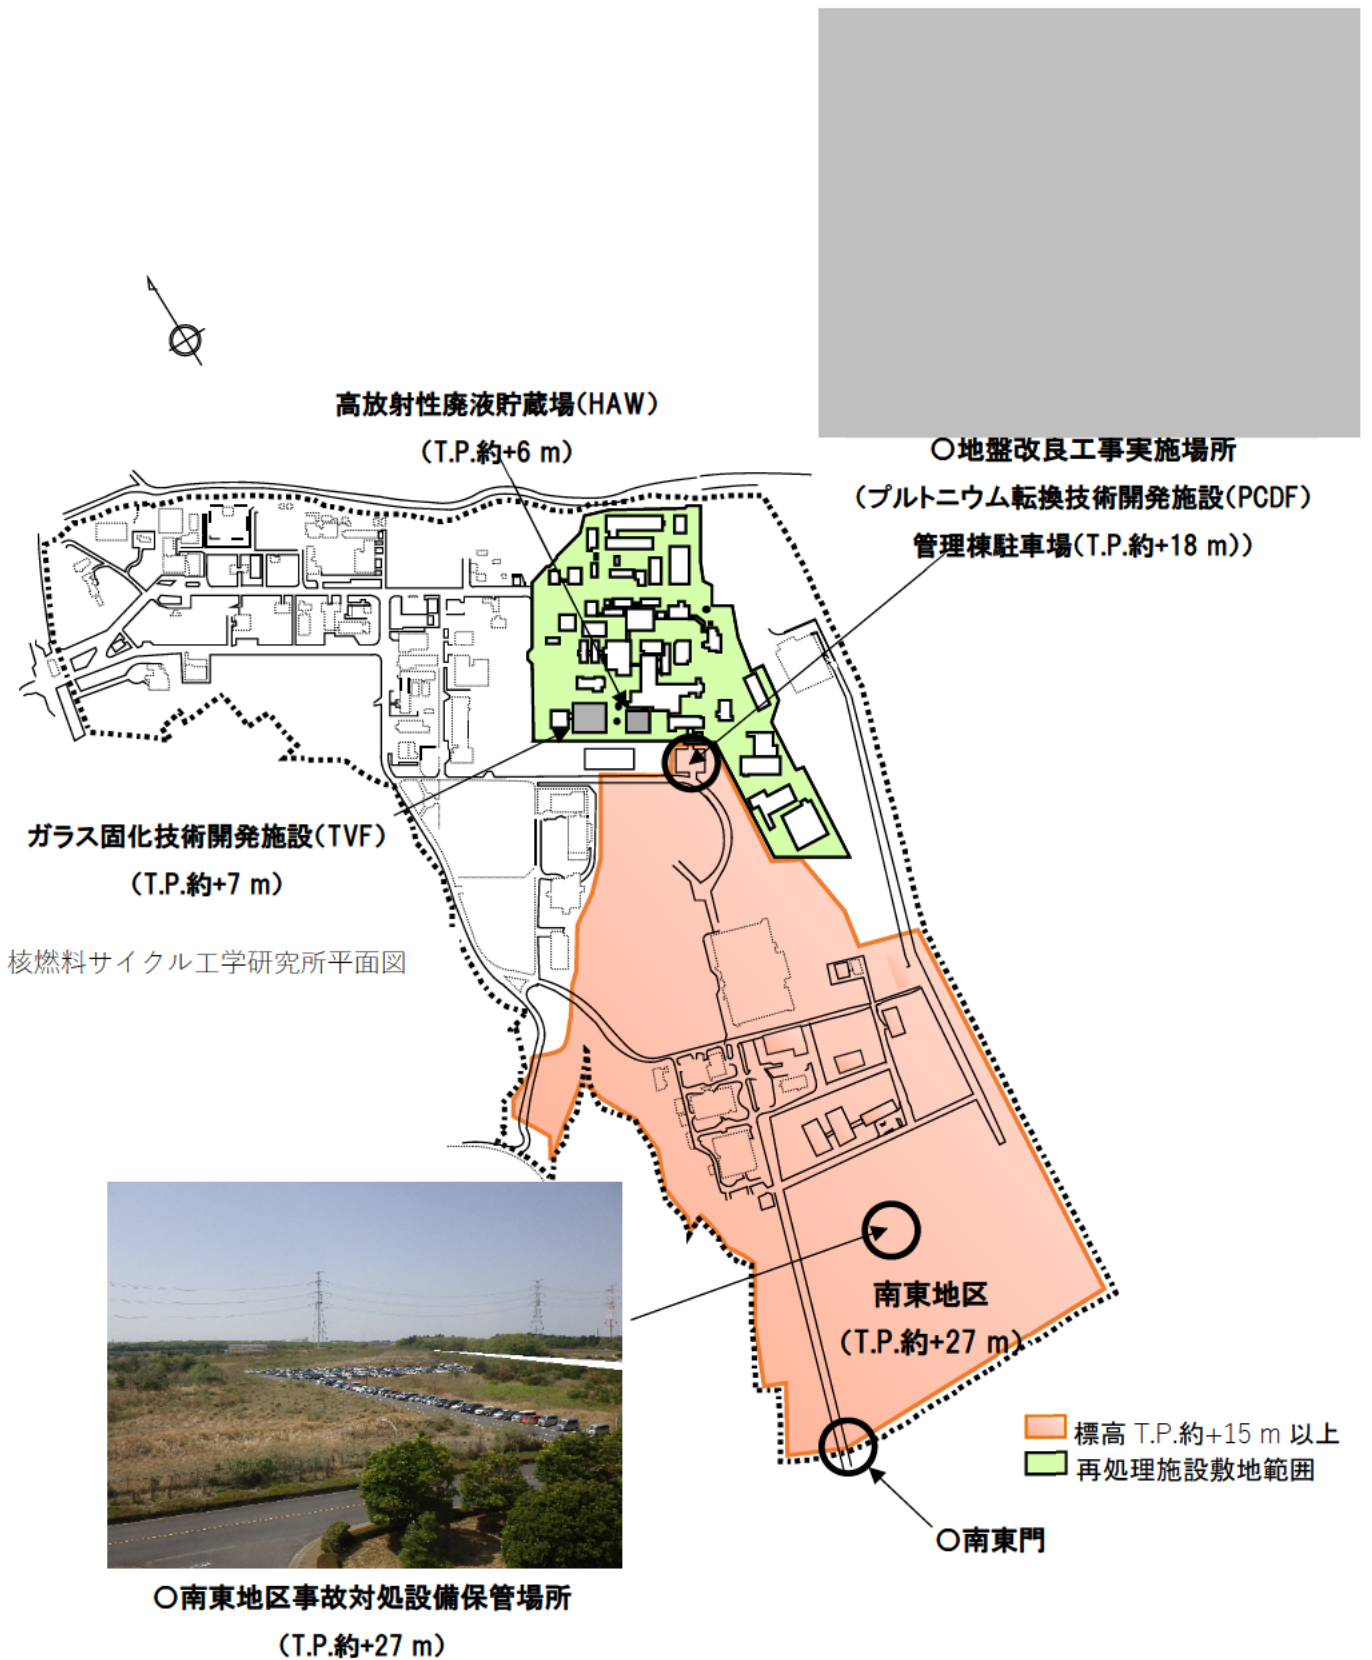 高放射性廃液貯蔵場(HAW)
(T.P.約+6 m)
○地盤改良工事実施場所
(プルトニウム転換技術開発施設(PCDF)
管理棟駐車場(T.P.約+18 m))
ガラス固化技術開発施設(TVF)
(T.P.約+7 m)
核燃料サイクル工学研究所平面図
南東地区
(T.P.約+27 m)
標高 T.P.約+15 m 以上
再処理施設敷地範囲
○南東門
○南東地区事故対処設備保管場所
(T.P.約+27 m)